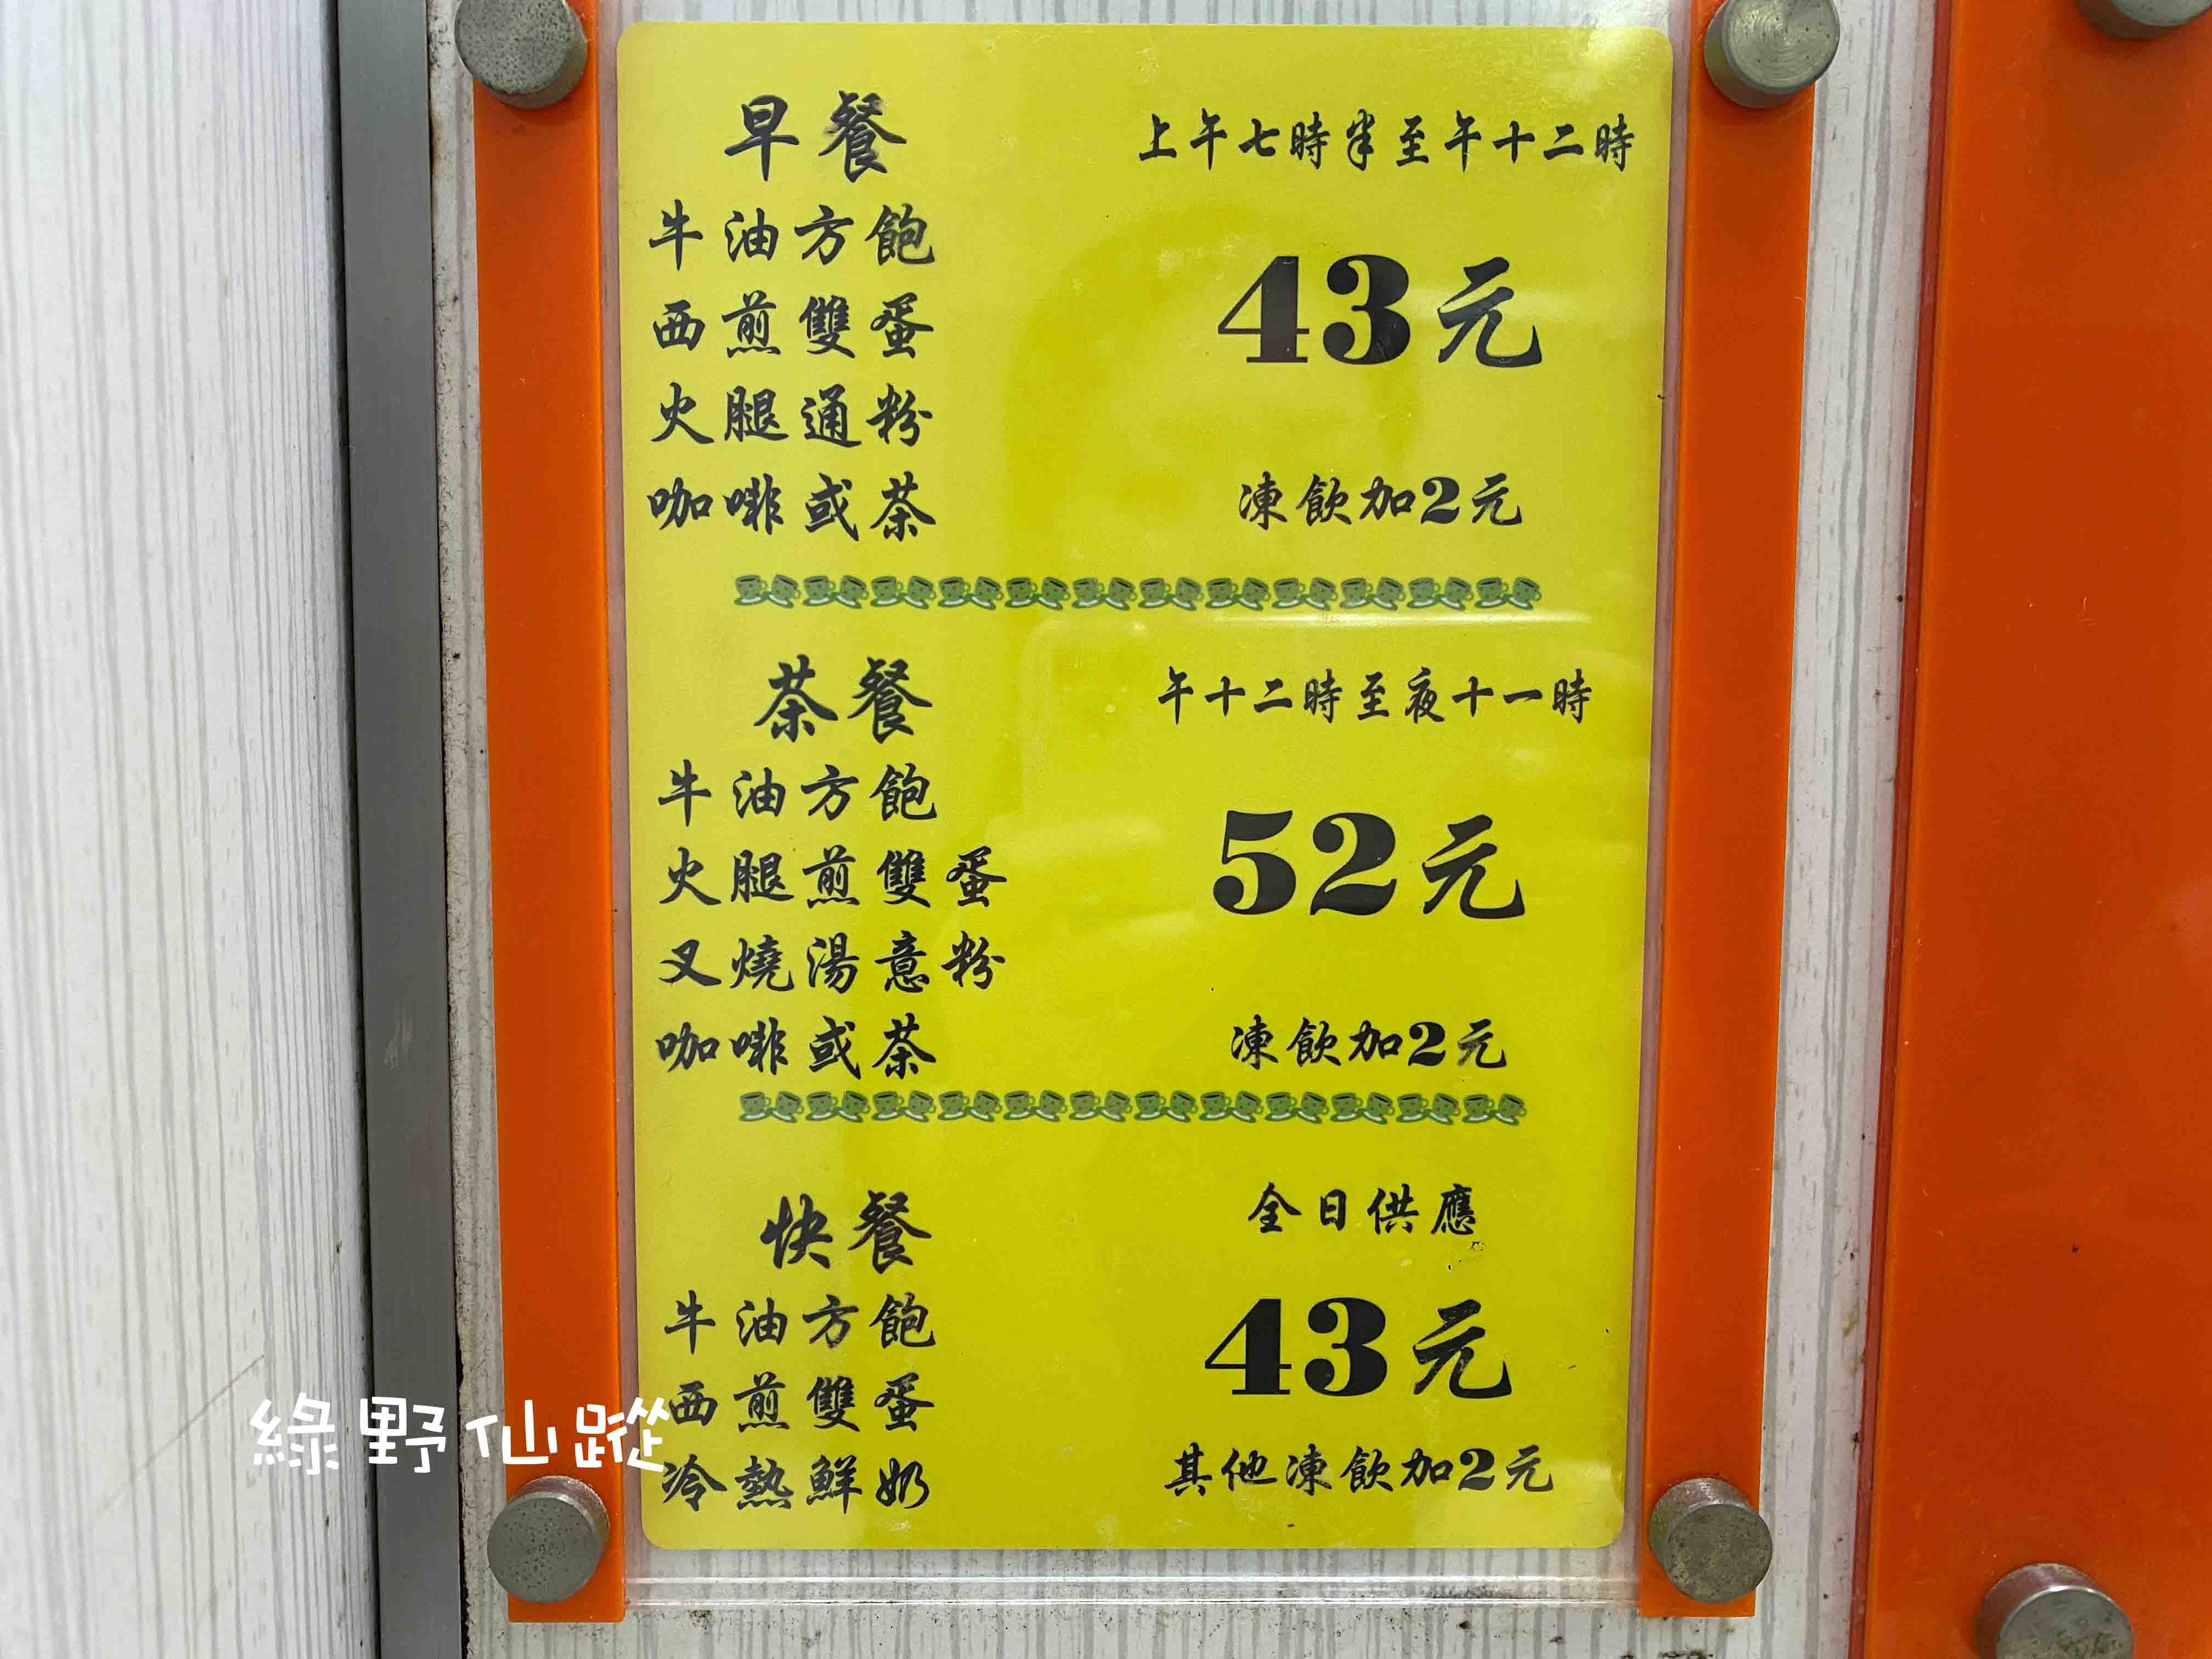 早餐 上午七時半至午十二時
牛油方飽
西煎雙蛋 43元
火腿通粉
咖啡或茶 凍飲加2元
茶餐 午十二時至夜十一時
牛油方飽
火腿煎雙蛋 52元
叉燒湯意粉
咖啡或茶 凍飲加2元
快餐 全日供應
牛油方飽
西煎雙蛋 43元
冷熱鮮奶 其他凍飲加2元
綠野仙蹤